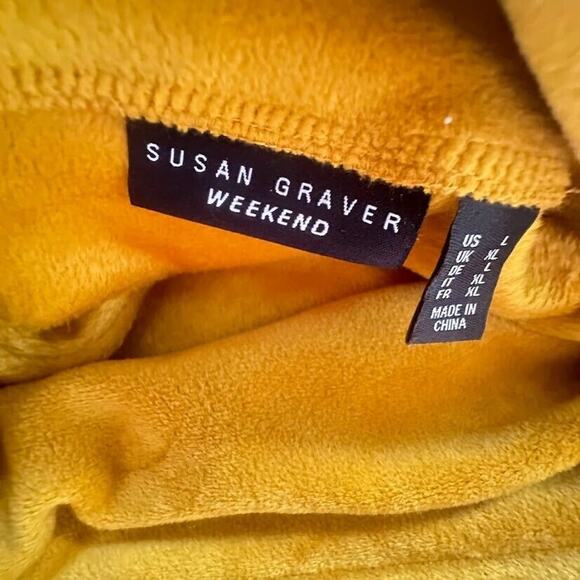 SUSAN GRAVER
WEEKEND
US L
UK XL
DE L
IT XL
FR XL
MADE IN
CHINA